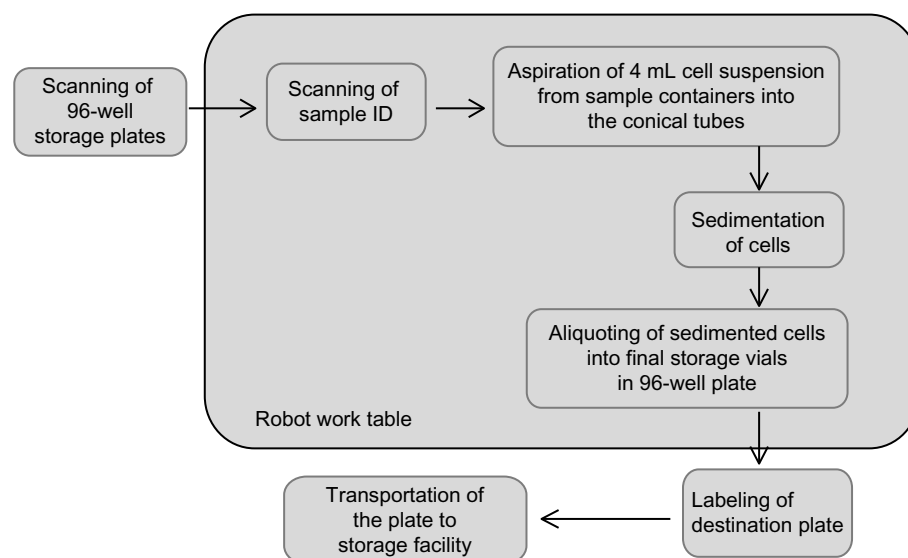 Scanning of
96-well
storage plates
Scanning of
sample ID
Aspiration of 4 mL cell suspension
from sample containers into
the conical tubes
Sedimentation
of cells
Aliquoting of sedimented cells
into final storage vials
in 96-well plate
Robot work table
Labeling of
destination plate
Transportation of
the plate to
storage facility